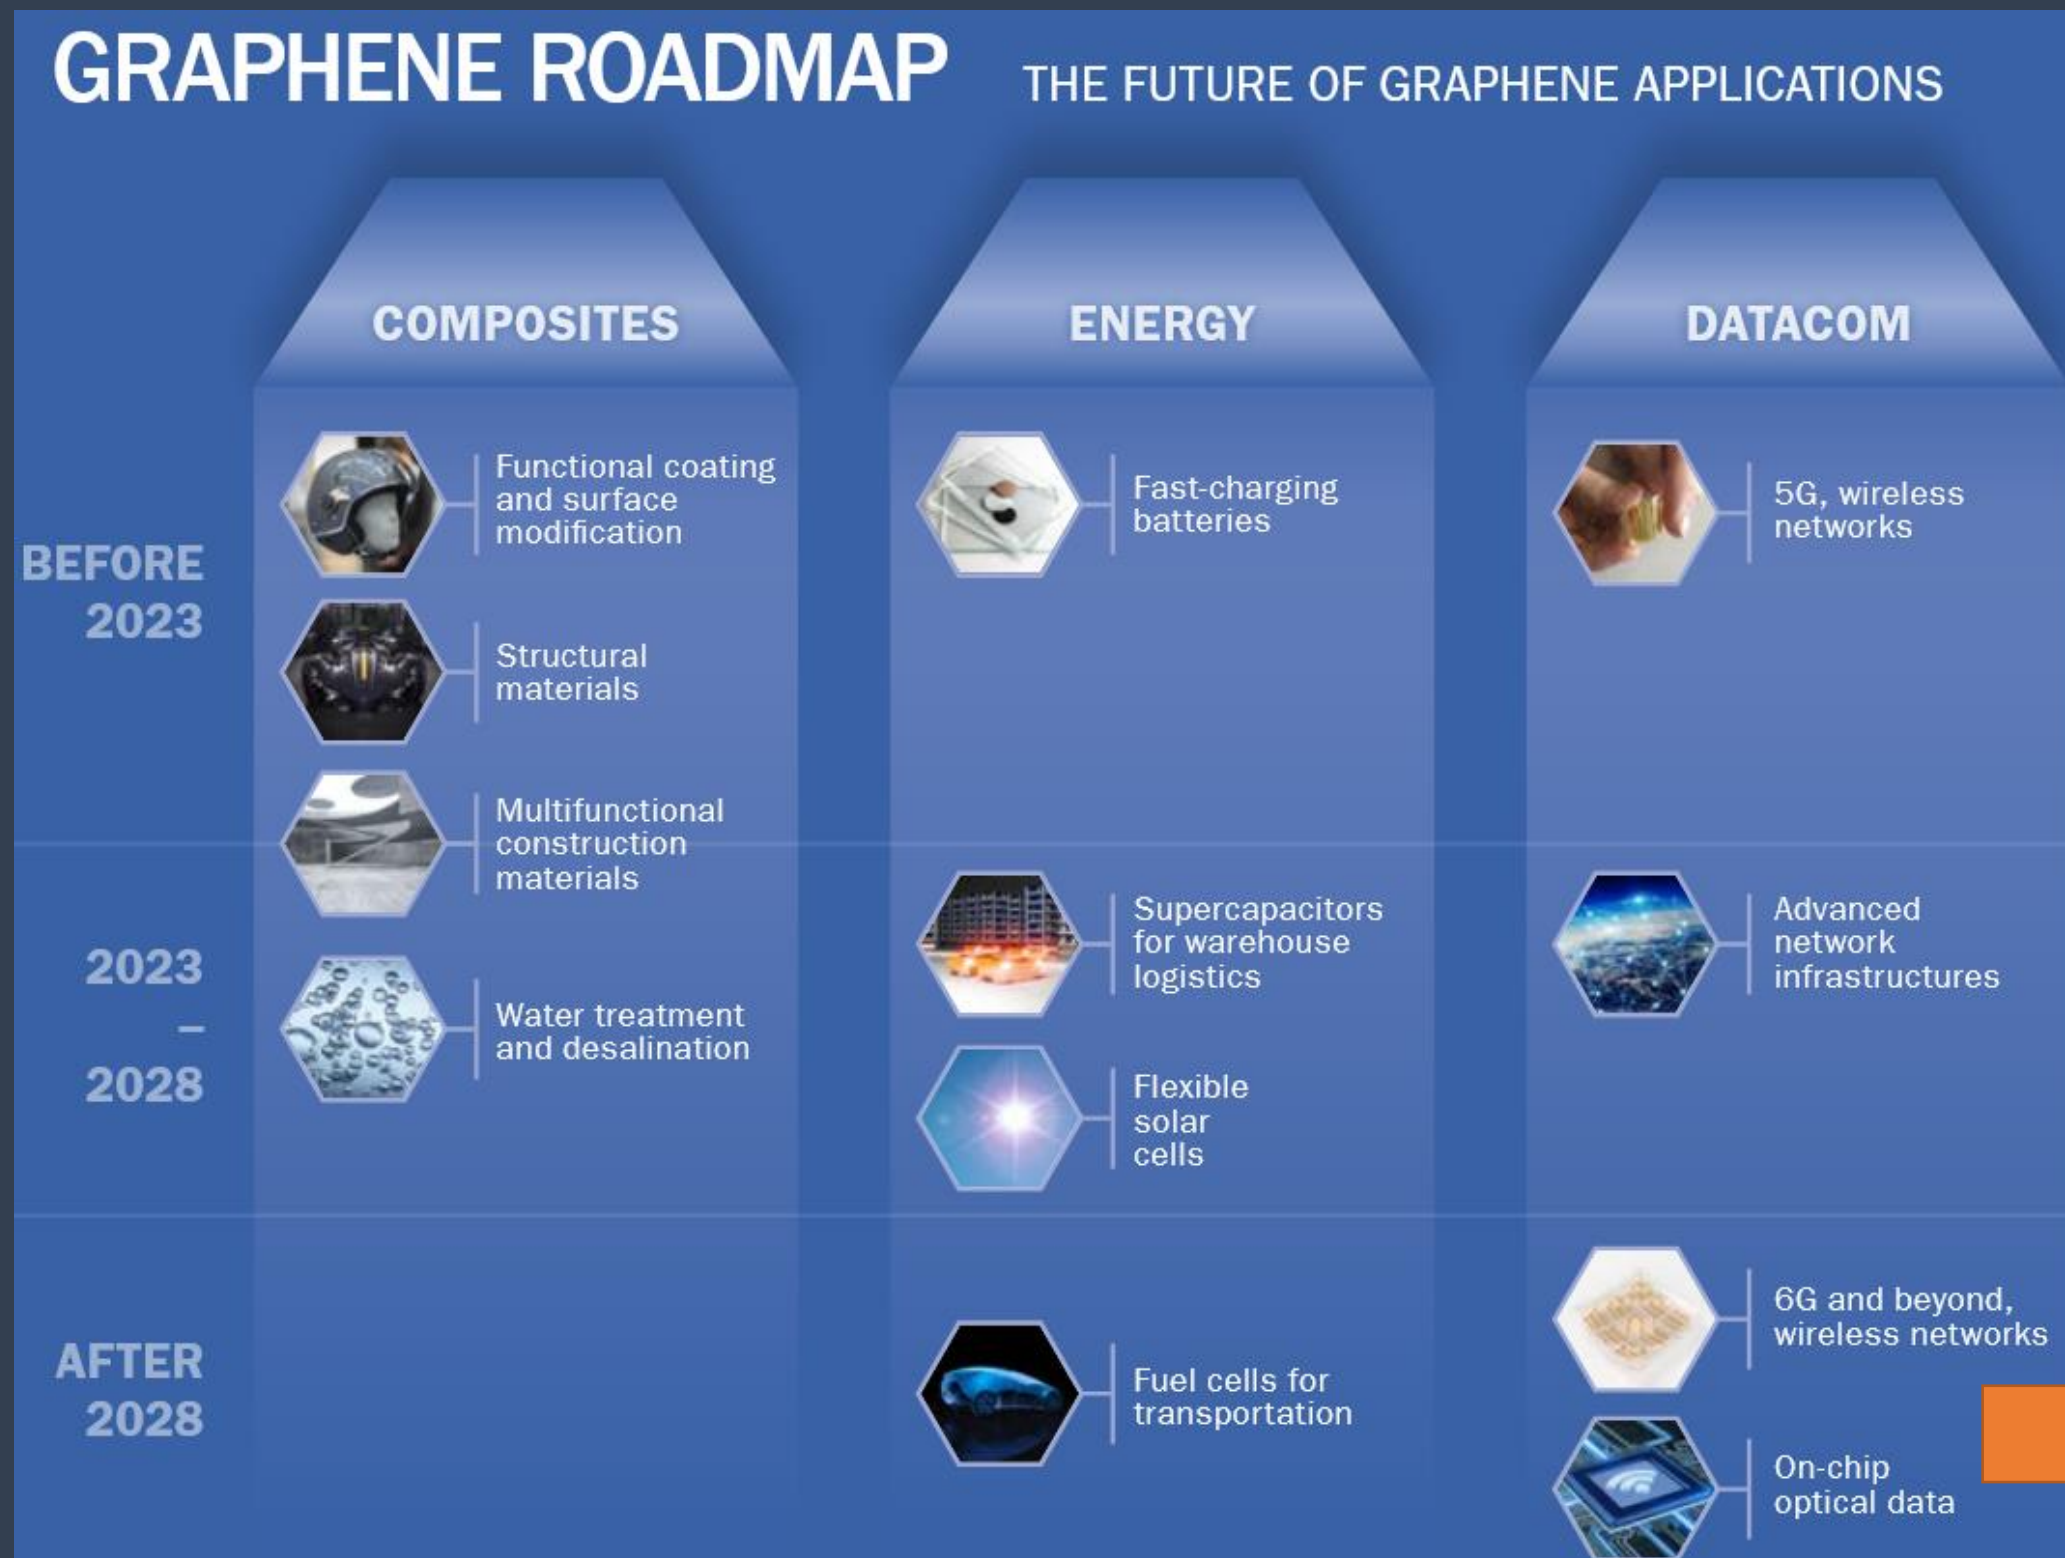 GRAPHENE ROADMAP
THE FUTURE OF GRAPHENE APPLICATIONS
COMPOSITES
ENERGY
DATACOM
BEFORE
2023
Functional coating
and surface
modification
Structural
materials
Multifunctional
construction
materials
Fast-charging
batteries
5G, wireless
networks
2023
–
2028
Water treatment
and desalination
Supercapacitors
for warehouse
logistics
Flexible
solar
cells
Advanced
network
infrastructures
AFTER
2028
Fuel cells for
transportation
6G and beyond,
wireless networks
On-chip
optical data